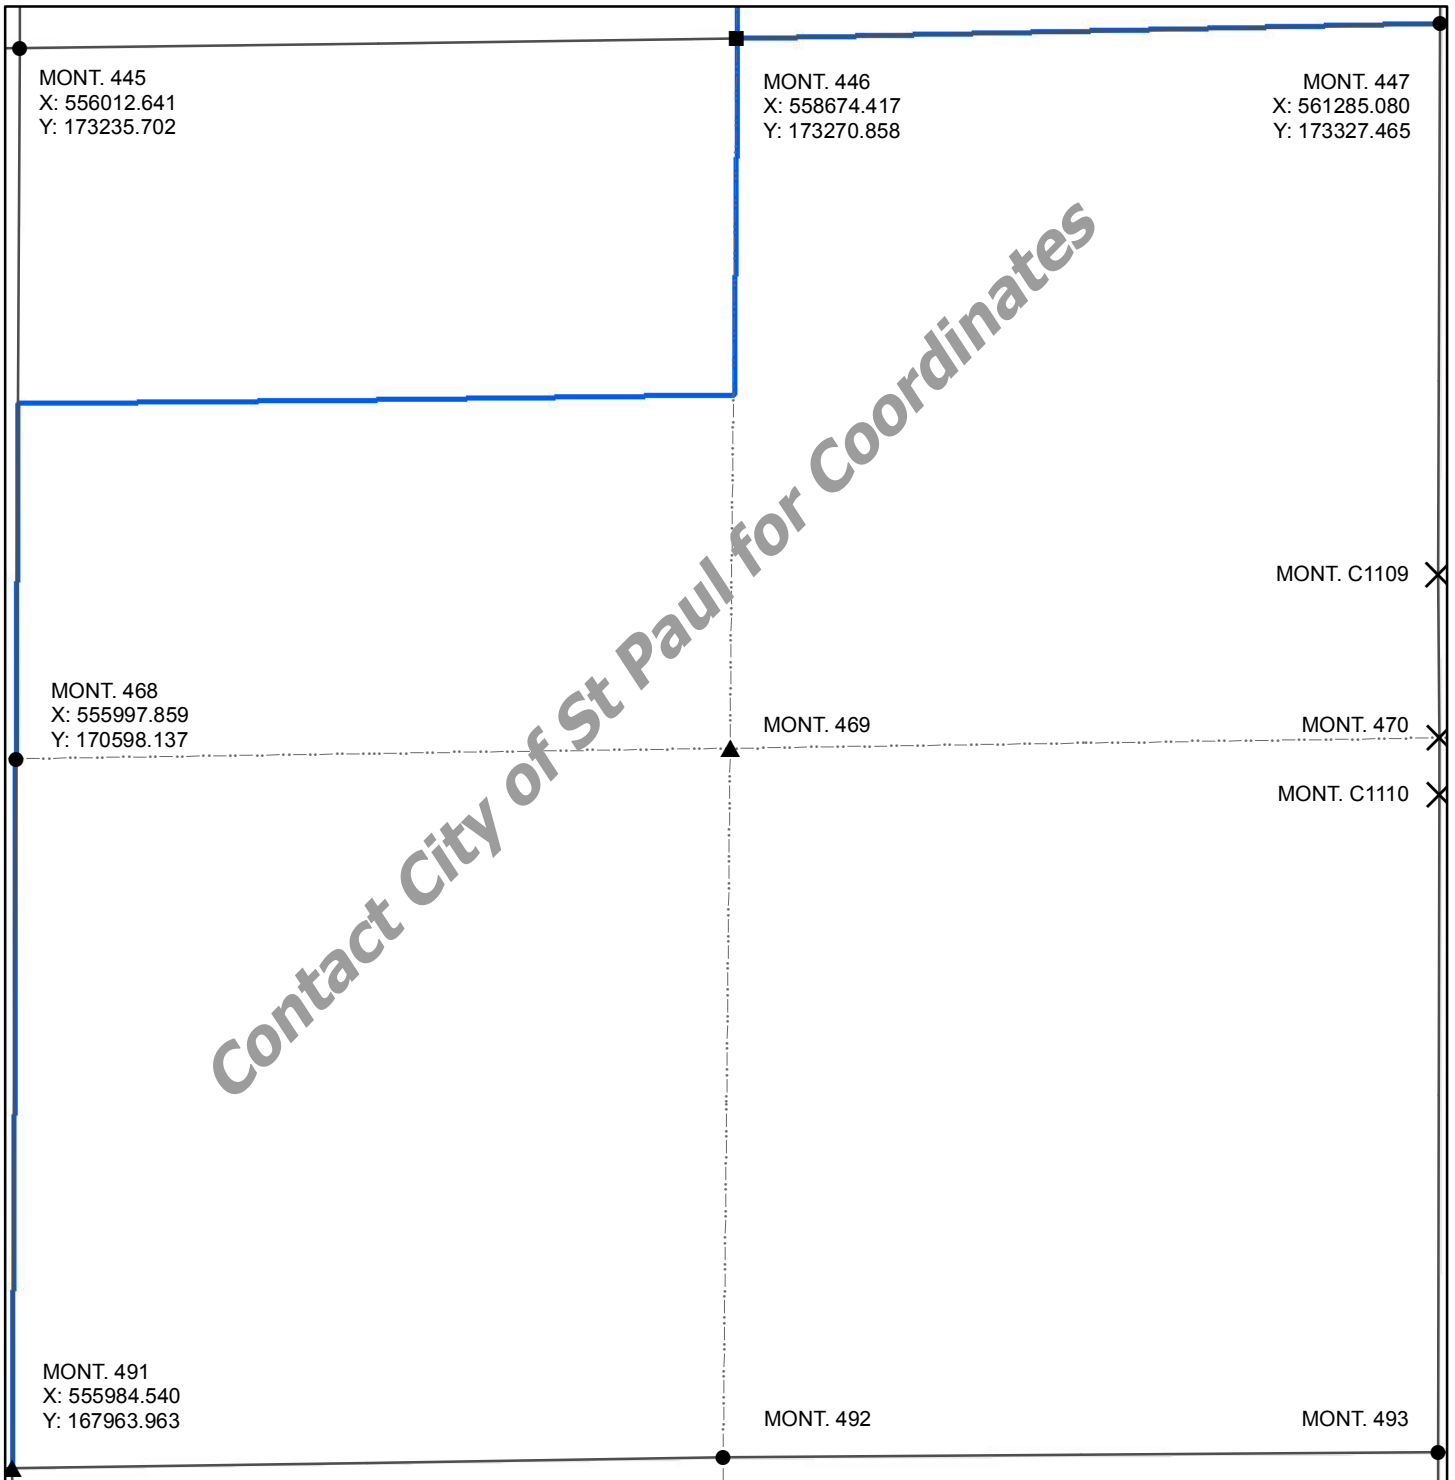 MONT. 445
X: 556012.641
Y: 173235.702
MONT. 446
X: 558674.417
Y: 173270.858
MONT. 447
X: 561285.080
Y: 173327.465
Contact City of St Paul for Coordinates
MONT. C1109
MONT. 468
X: 555997.859
Y: 170598.137
MONT. 469
MONT. 470
MONT. C1110
MONT. 491
X: 555984.540
Y: 167963.963
MONT. 492
MONT. 493